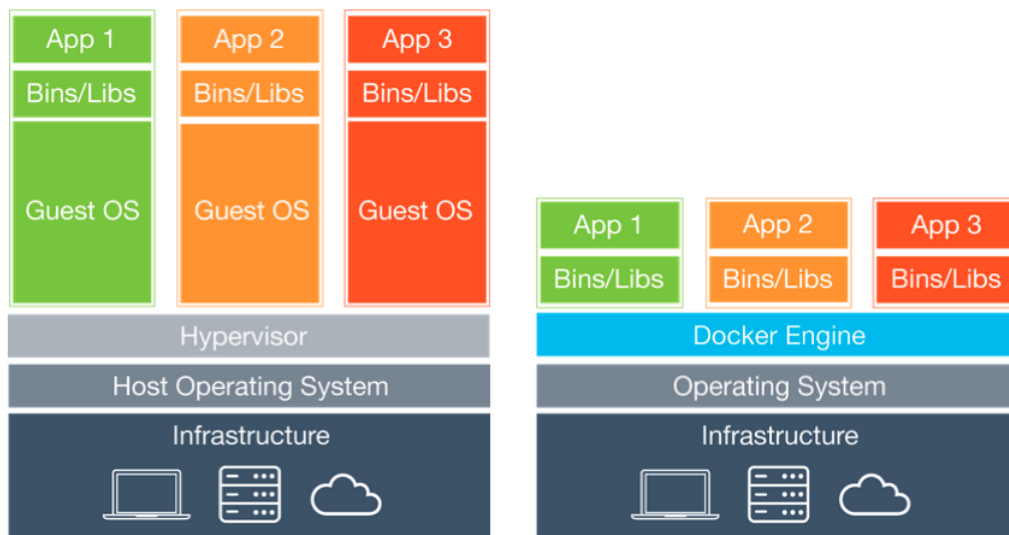 App 1
App 2
App 3
Bins/Libs
Bins/Libs
Bins/Libs
Guest OS
Guest OS
Guest OS
Hypervisor
Host Operating System
Infrastructure
App 1
App 2
App 3
Bins/Libs
Bins/Libs
Bins/Libs
Docker Engine
Operating System
Infrastructure